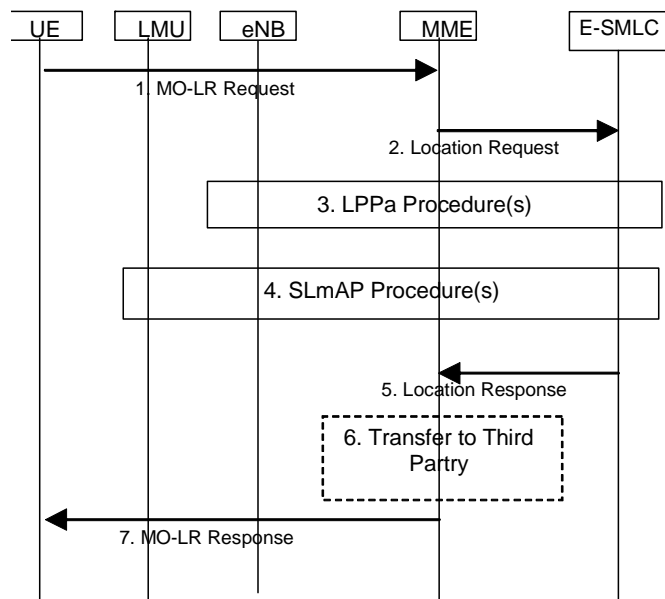 UE
LMU
eNB
MME
E-SMLC
1. MO-LR Request
2. Location Request
3. LPPa Procedure(s)
4. SLmAP Procedure(s)
5. Location Response
6. Transfer to Third
Partry
7. MO-LR Response